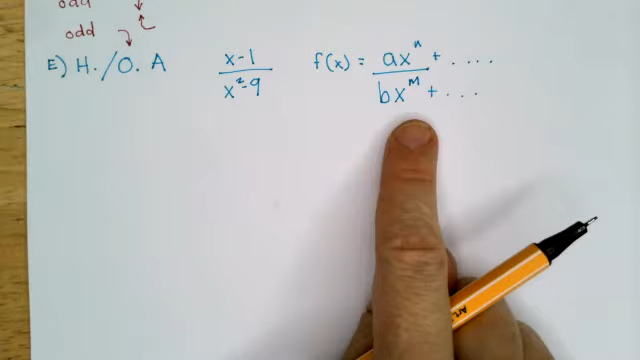 odd
odd
E) H./O. A
x-1
x²-9
f(x) = axⁿ + ....
bxᵐ + ...